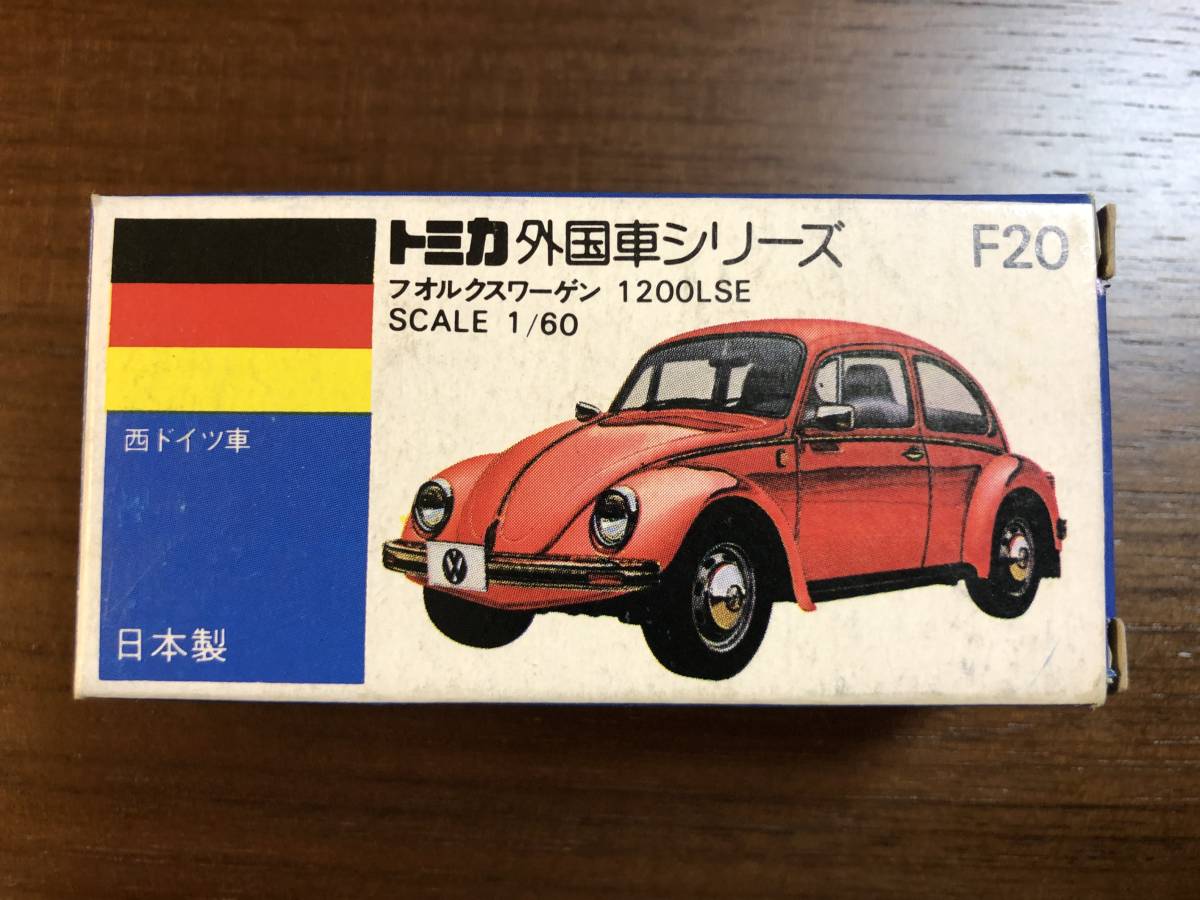 トミカ 外国車シリーズ F20
フオルクスワーゲン 1200LSE
SCALE 1/60
西ドイツ車
日本製